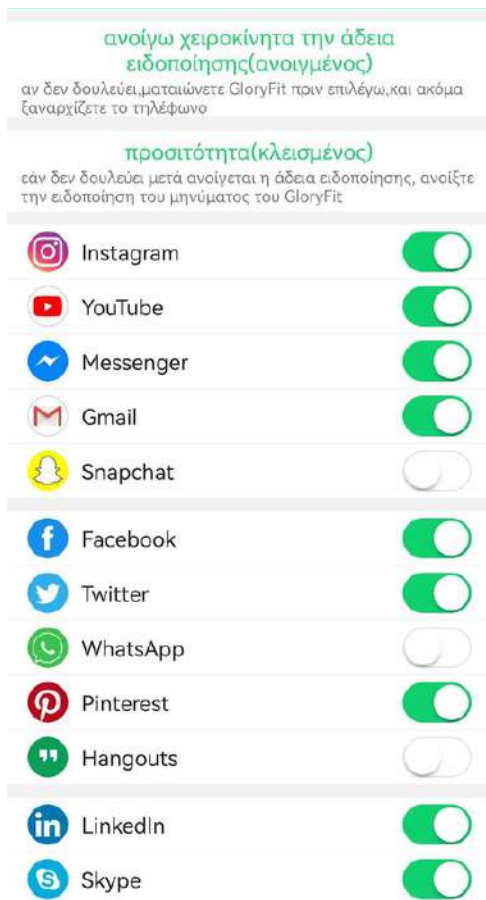 ανοίγω χειροκίνητα την άδεια
ειδοποίησης(ανοιγμένος)
αν δεν δουλεύει,ματαιώνετε GloryFit πριν επιλέγω,και ακόμα
ξαναρχίζετε το τηλέφωνο
προσιτότητα(κλεισμένος)
εάν δεν δουλεύει μετά ανοίγεται η άδεια ειδοποίησης, ανοίξτε
την ειδοποίηση του μηνύματος του GloryFit
Instagram
YouTube
Messenger
Gmail
Snapchat
Facebook
Twitter
WhatsApp
Pinterest
Hangouts
LinkedIn
Skype